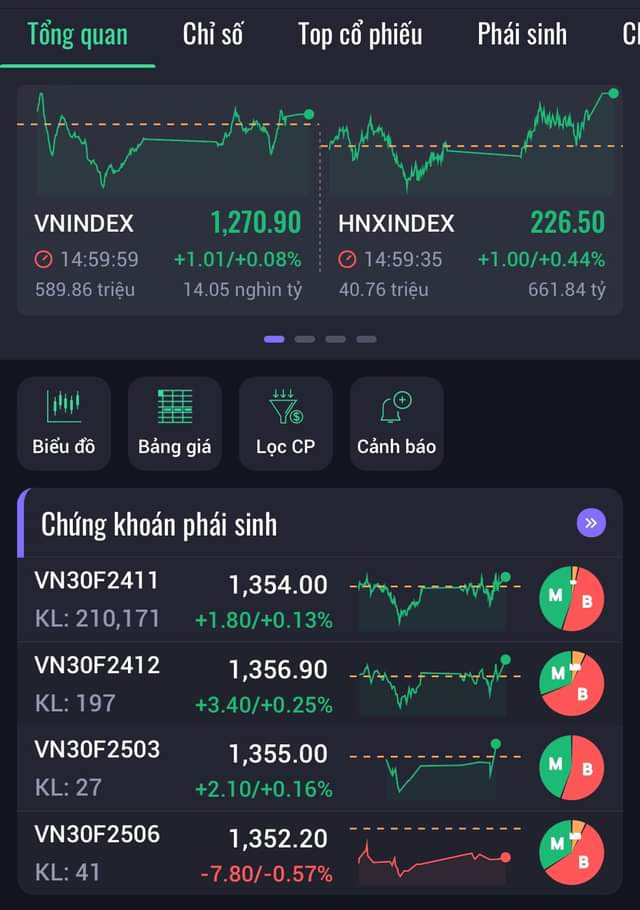 Tổng quan Chỉ số Top cổ phiếu Phái sinh
VNINDEX 1,270.90
14:59:59 +1.01/+0.08%
589.86 triệu 14.05 nghìn tỷ
HNXINDEX 226.50
14:59:35 +1.00/+0.44%
40.76 triệu 661.84 tỷ
Biểu đồ Bảng giá Lọc CP Cảnh báo
Chứng khoán phái sinh
VN30F2411 1,354.00
KL: 210,171 +1.80/+0.13%
M B
VN30F2412 1,356.90
KL: 197 +3.40/+0.25%
M B
VN30F2503 1,355.00
KL: 27 +2.10/+0.16%
M B
VN30F2506 1,352.20
KL: 41 -7.80/-0.57%
M B